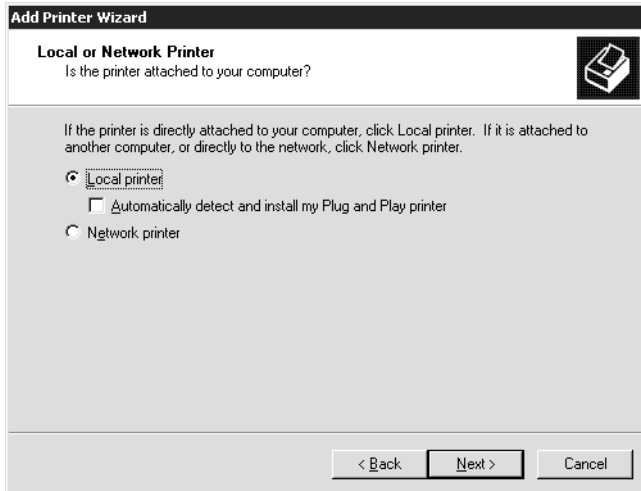 Add Printer Wizard
Local or Network Printer
Is the printer attached to your computer?
If the printer is directly attached to your computer, click Local printer. If it is attached to
another computer, or directly to the network, click Network printer.
Local printer
Automatically detect and install my Plug and Play printer
Network printer
< Back Next > Cancel